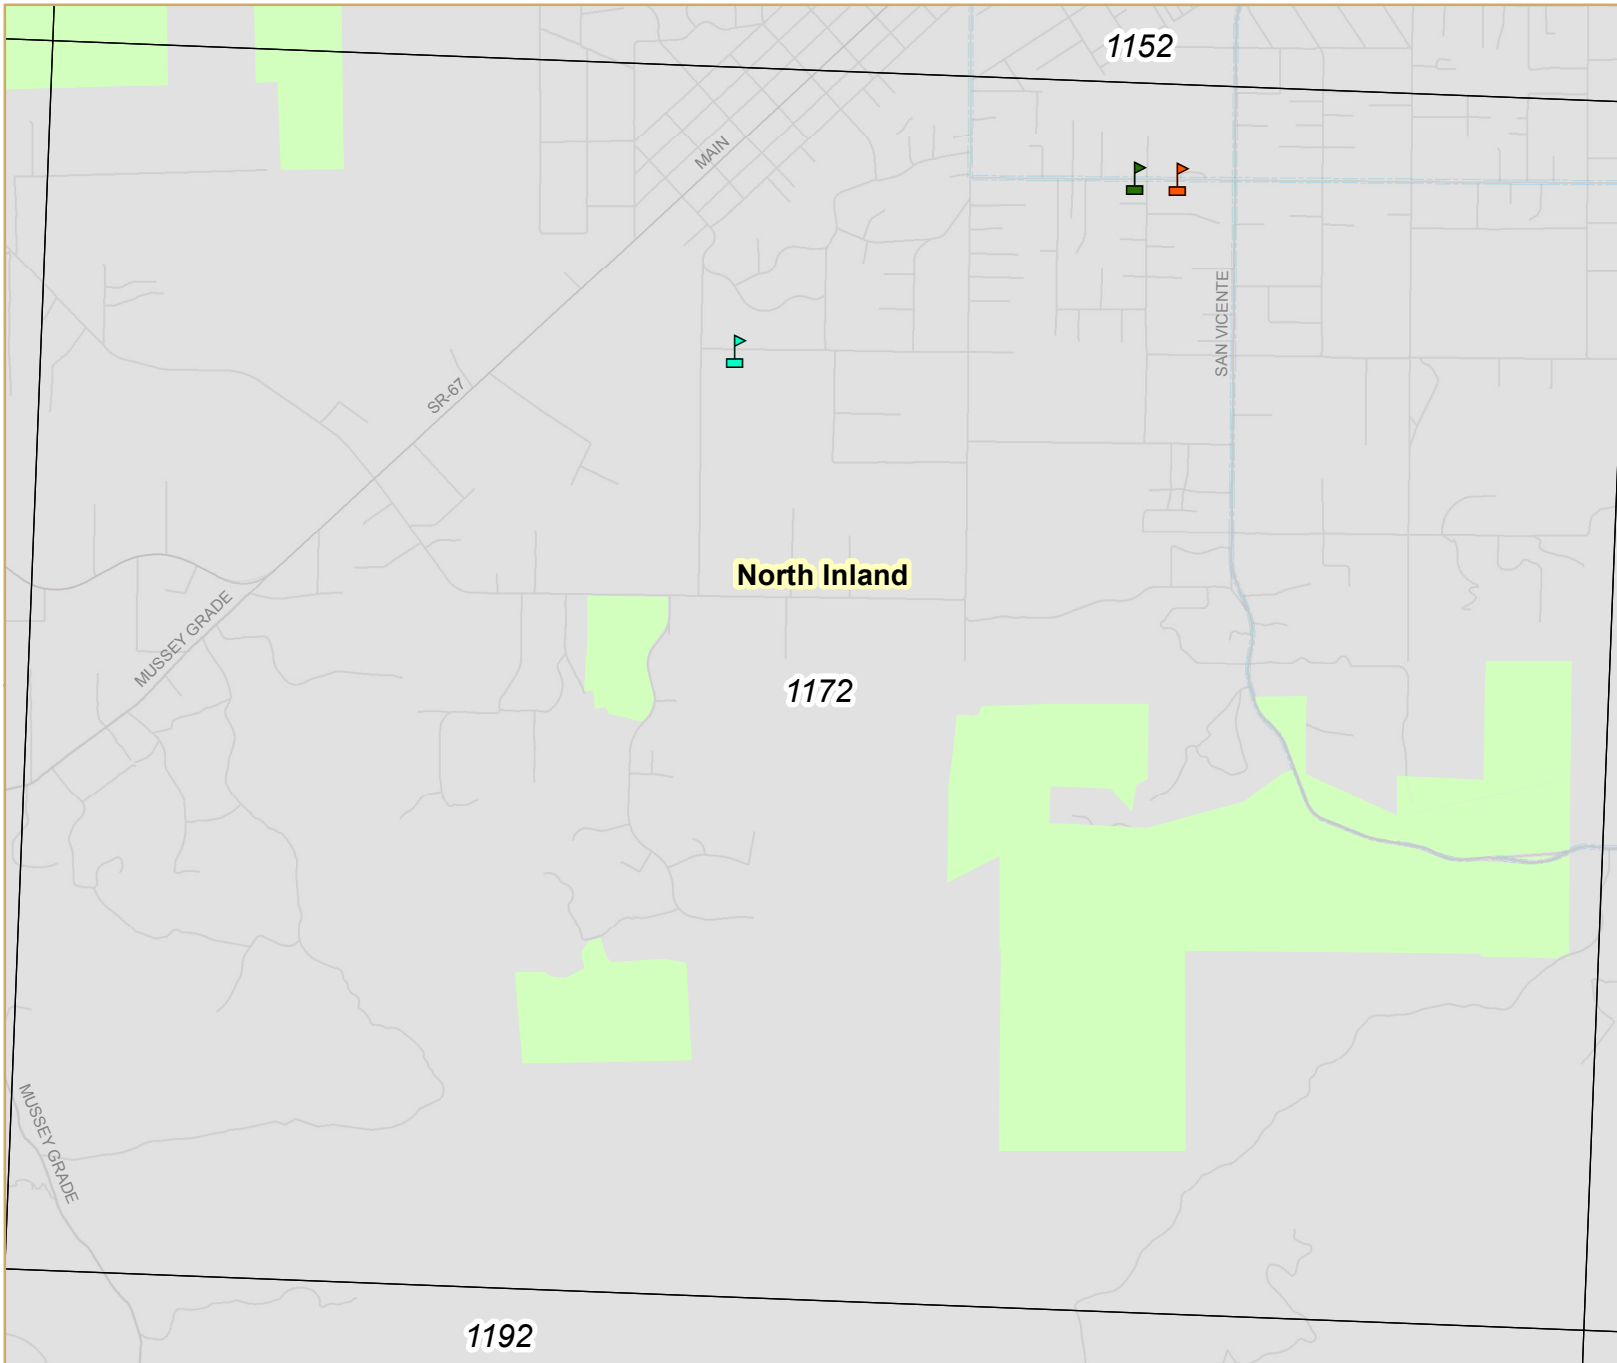 1152
MAIN
SAN VICENTE
SR-67
North Inland
MUSSEY GRADE
1172
MUSSEY GRADE
1192